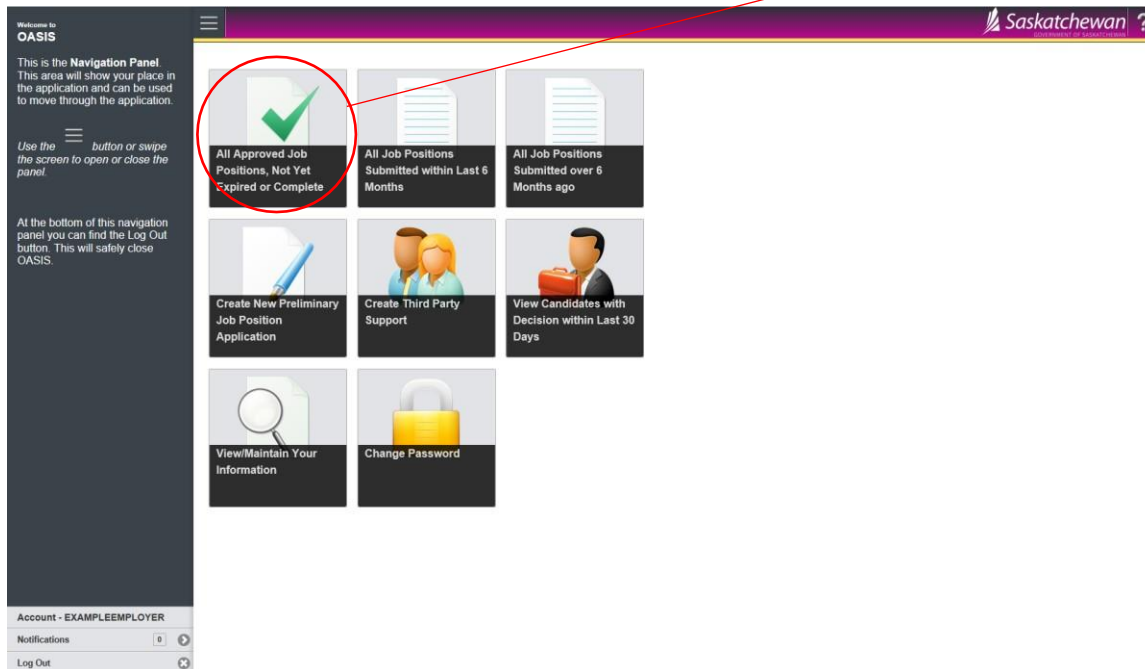 Welcome to
OASIS
This is the Navigation Panel.
This area will show your place in
the application and can be used
to move through the application.
Use the button or swipe
the screen to open or close the
panel.
At the bottom of this navigation
panel you can find the Log Out
button. This will safely close
OASIS.
Saskatchewan ?
GOVERNMENT OF SASKATCHEWAN
All Approved Job
Positions, Not Yet
Expired or Complete
All Job Positions
Submitted within Last 6
Months
All Job Positions
Submitted over 6
Months ago
Create New Preliminary
Job Position
Application
Create Third Party
Support
View Candidates with
Decision within Last 30
Days
View/Maintain Your
Information
Change Password
Account - EXAMPLEEMPLOYER
Notifications 0
Log Out